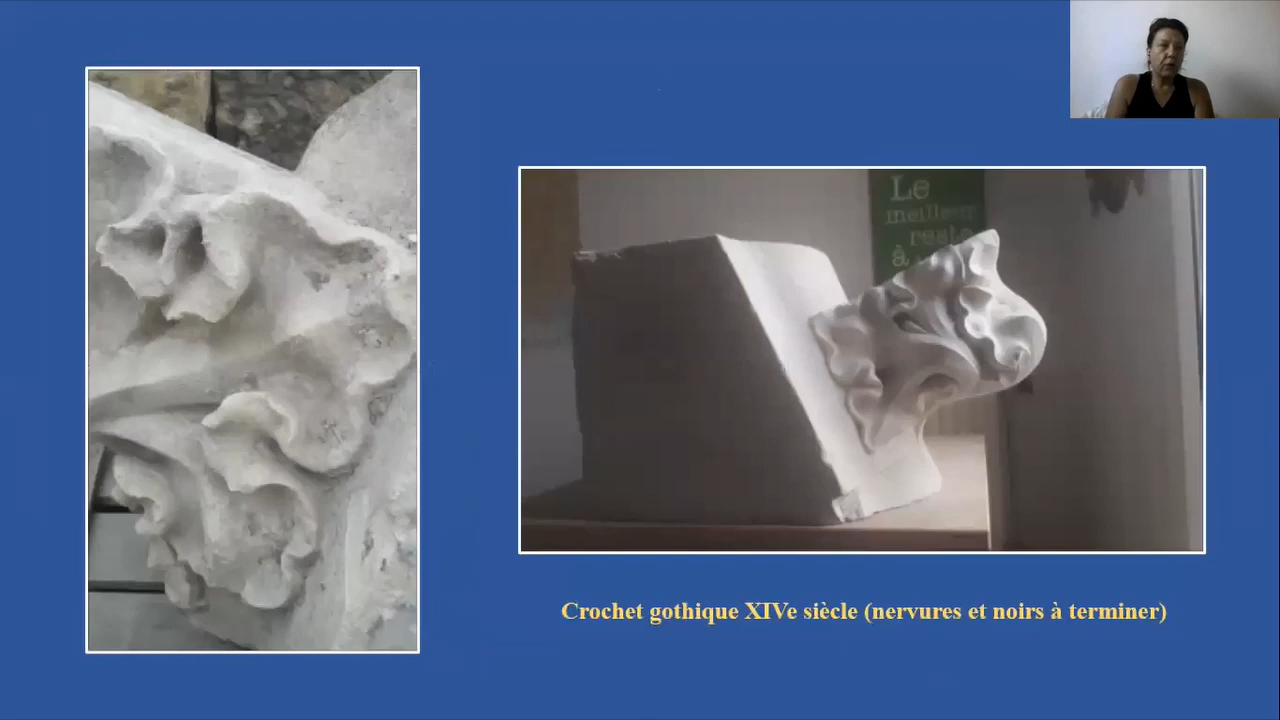 Le
meilleur
reste
à
Crochet gothique XIVe siècle (nervures et noirs à terminer)